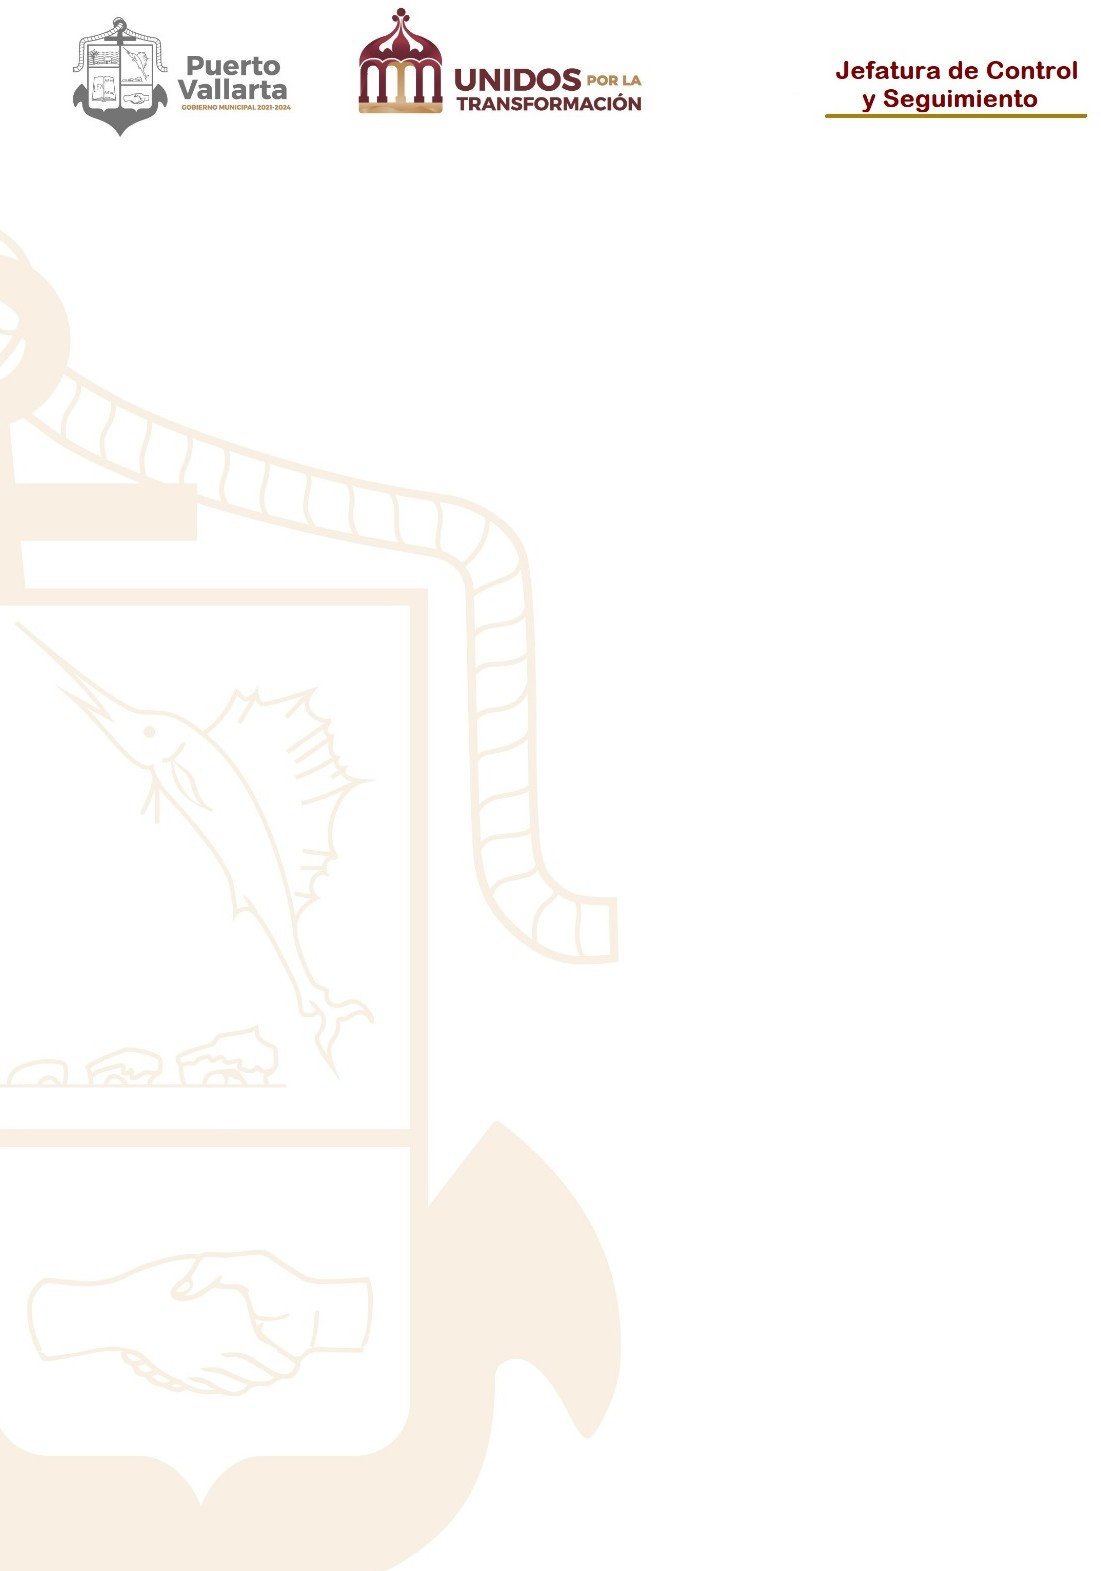 Puerto
Vallarta
GOBIERNO MUNICIPAL 2021-2024
UNIDOS POR LA
TRANSFORMACIÓN
Jefatura de Control
y Seguimiento